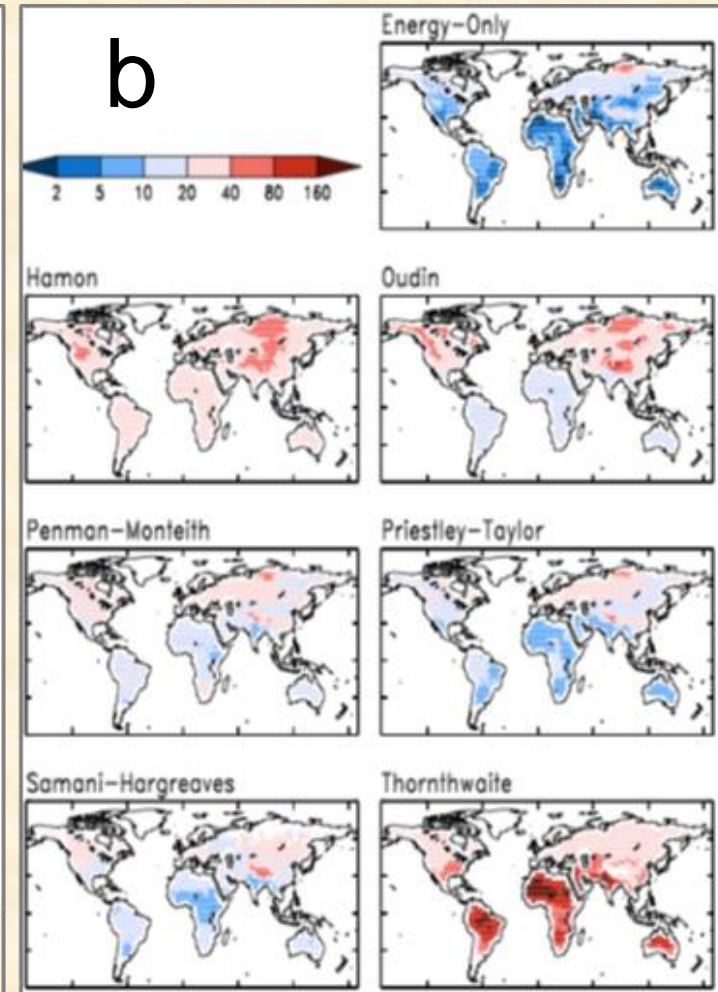 Energy-Only
b
2 5 10 20 40 80 160
Hamon
Oudin
Penman-Monteith
Priestley-Taylor
Samani-Hargreaves
Thornthwaite